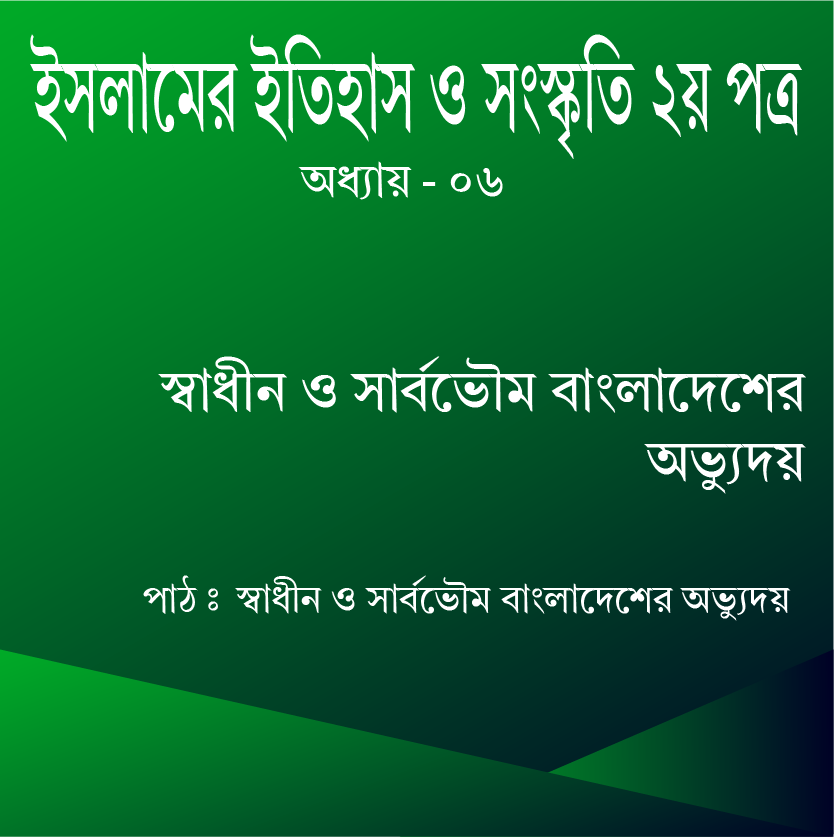 ইসলামের ইতিহাস ও সংস্কৃতি ২য় পত্র
অধ্যায় - ০৬
স্বাধীন ও সার্বভৌম বাংলাদেশের
অভ্যুদয়
পাঠ ঃ স্বাধীন ও সার্বভৌম বাংলাদেশের অভ্যুদয়